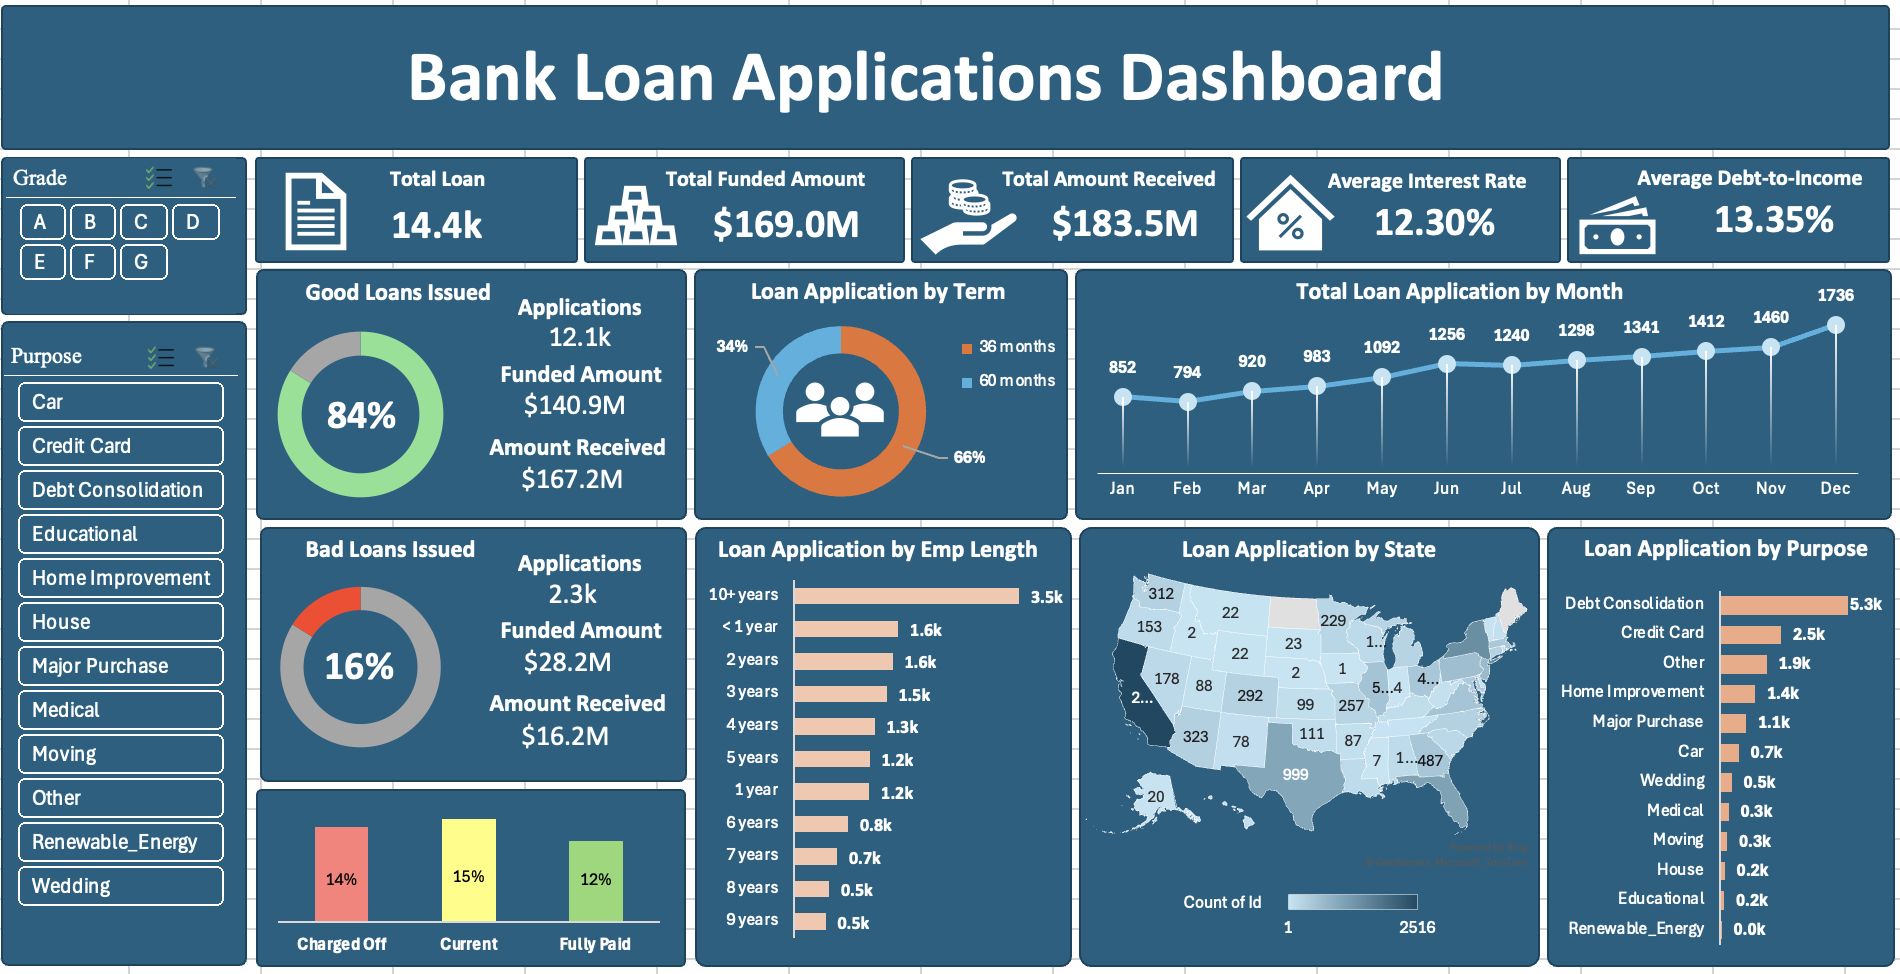 Bank Loan Applications Dashboard
Grade
A B C D
E F G
Purpose
Car
Credit Card
Debt Consolidation
Educational
Home Improvement
House
Major Purchase
Medical
Moving
Other
Renewable_Energy
Wedding
Total Loan
14.4k
Total Funded Amount
$169.0M
Total Amount Received
$183.5M
Average Interest Rate
%
12.30%
Average Debt-to-Income
13.35%
Good Loans Issued
84%
Applications
12.1k
Funded Amount
$140.9M
Amount Received
$167.2M
Loan Application by Term
34%
66%
36 months
60 months
Total Loan Application by Month
852 794 920 983 1092 1256 1240 1298 1341 1412 1460 1736
Jan Feb Mar Apr May Jun Jul Aug Sep Oct Nov Dec
Bad Loans Issued
16%
Applications
2.3k
Funded Amount
$28.2M
Amount Received
$16.2M
14% 15% 12%
Charged Off Current Fully Paid
Loan Application by Emp Length
10+ years 3.5k
< 1 year 1.6k
2 years 1.6k
3 years 1.5k
4 years 1.3k
5 years 1.2k
1 year 1.2k
6 years 0.8k
7 years 0.7k
8 years 0.5k
9 years 0.5k
Loan Application by State
312 22 229
153 2 23 1...
22 2 1
178 88 292 5... 4 4...
2... 99 257
323 78 111 87
7 1... 487
999
20
Count of Id
1 2516
Loan Application by Purpose
Debt Consolidation 5.3k
Credit Card 2.5k
Other 1.9k
Home Improvement 1.4k
Major Purchase 1.1k
Car 0.7k
Wedding 0.5k
Medical 0.3k
Moving 0.3k
House 0.2k
Educational 0.2k
Renewable_Energy 0.0k